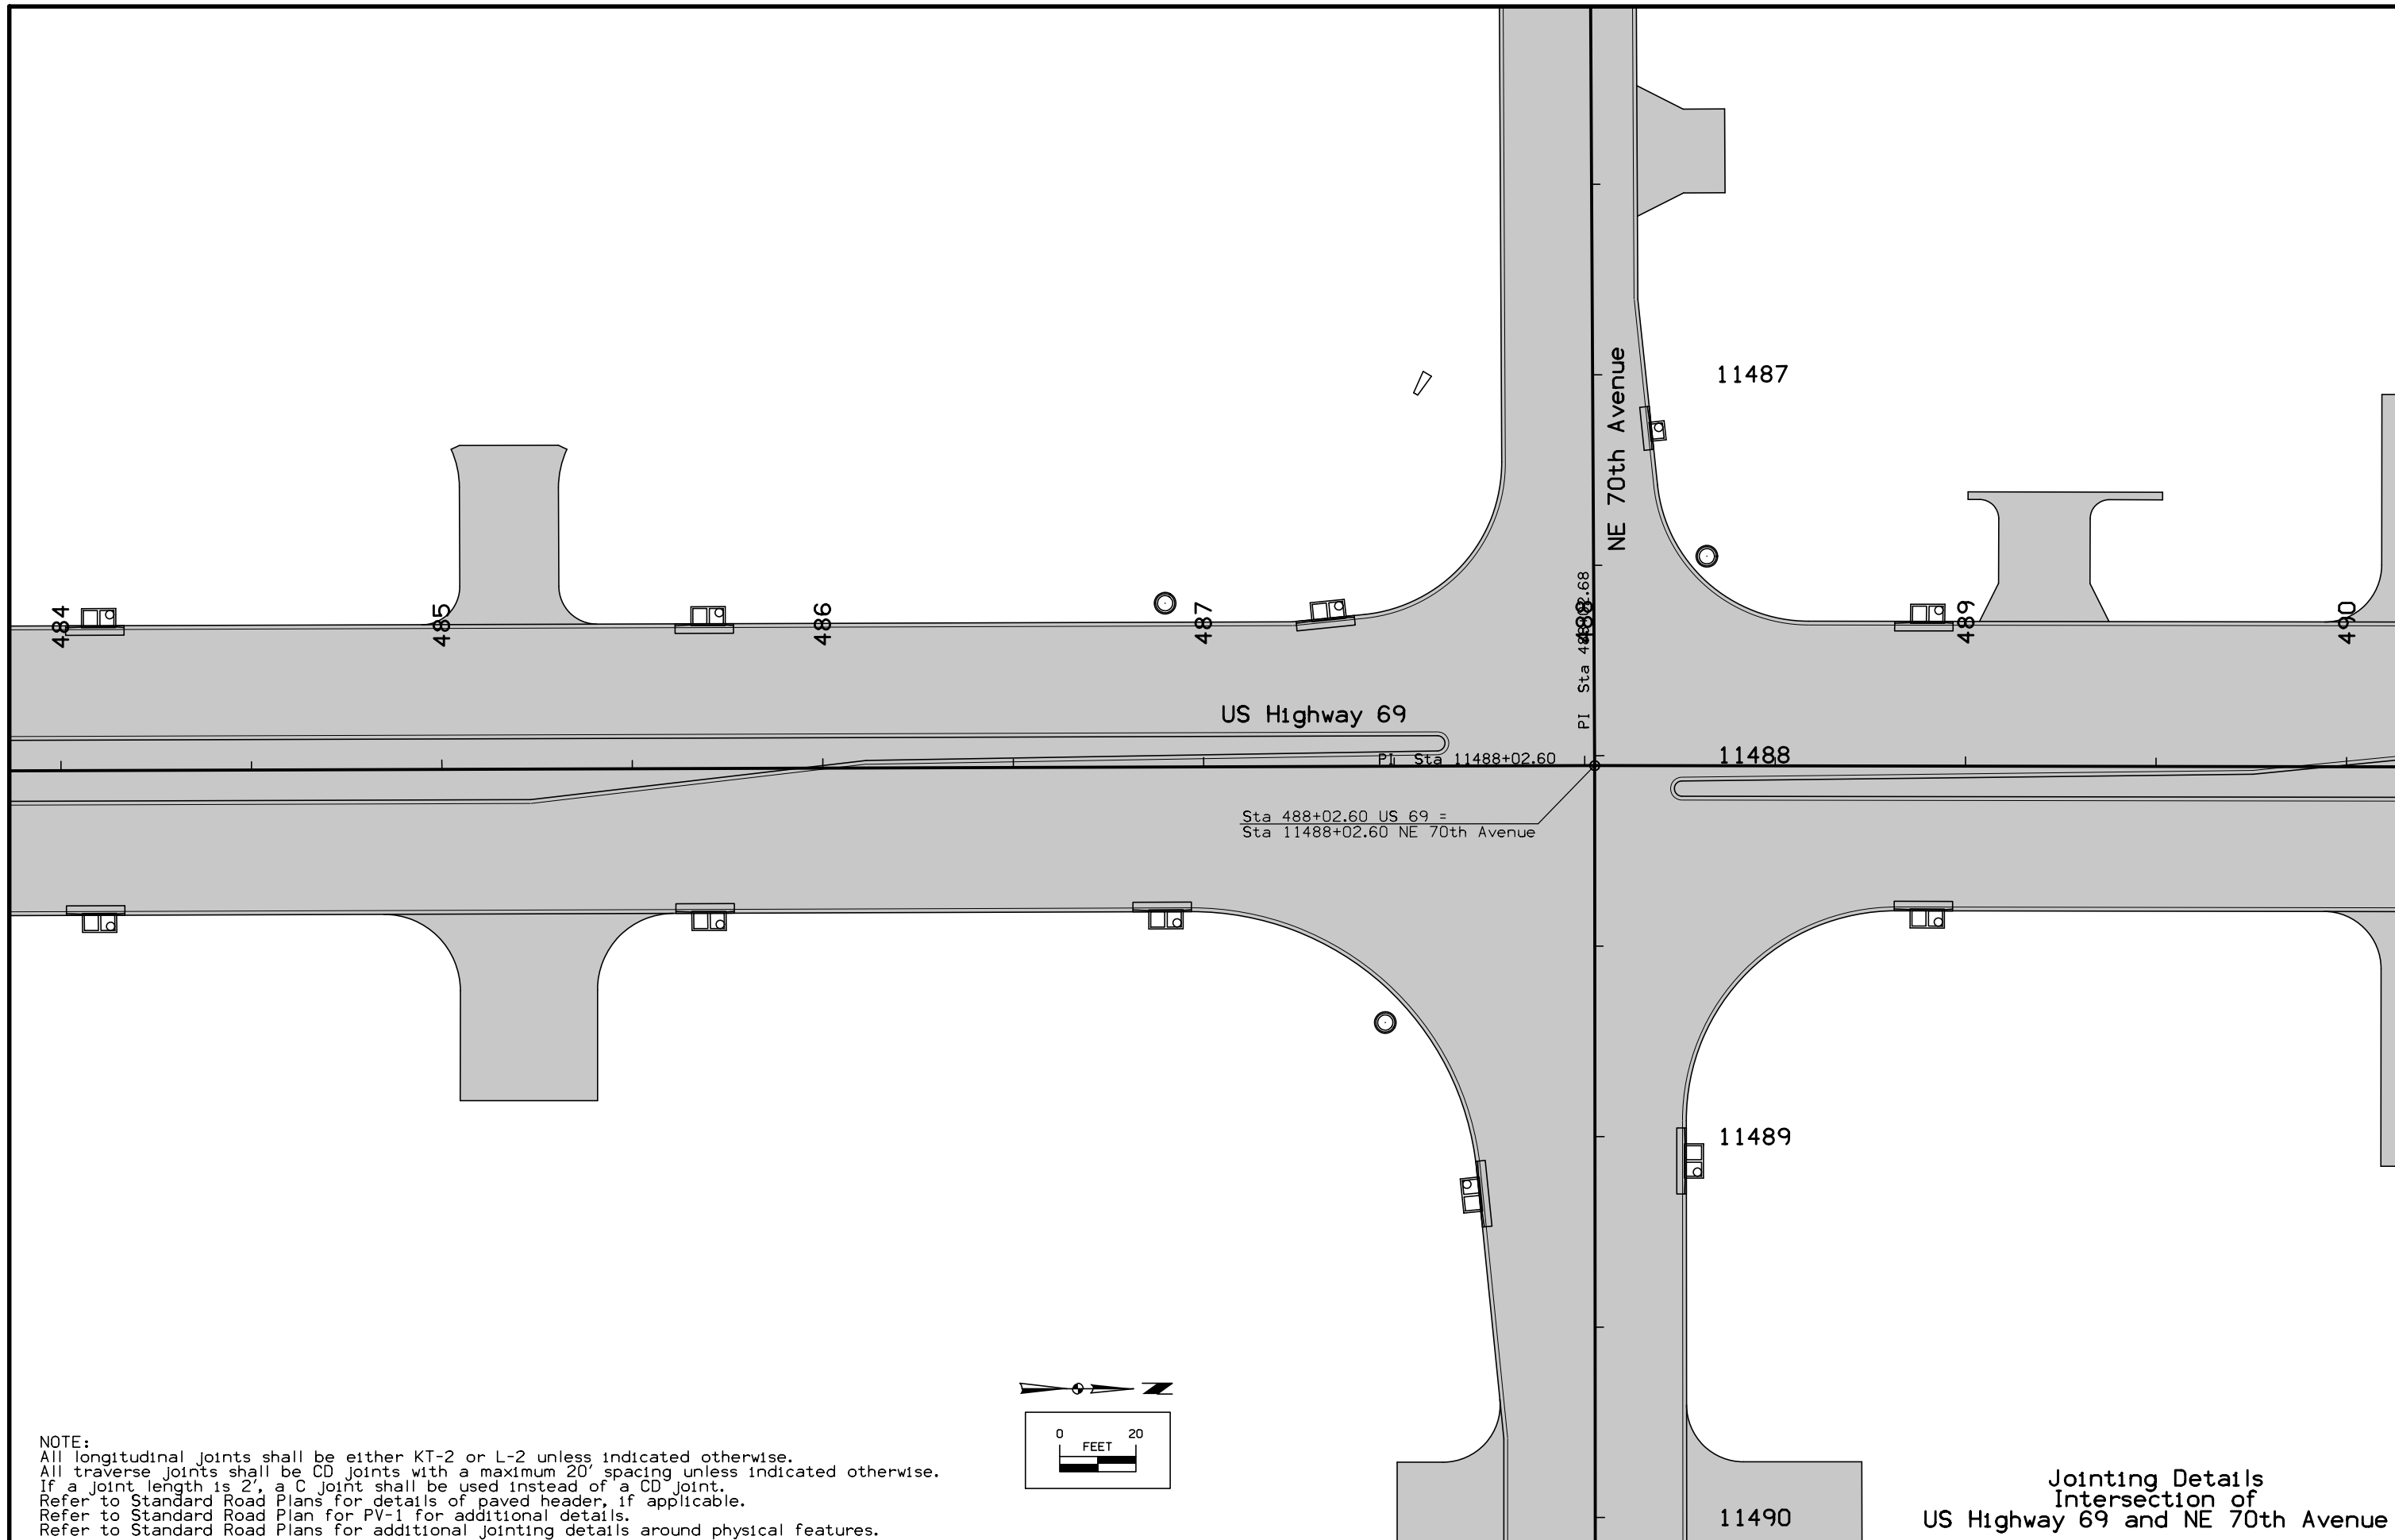 11487
NE 70th Avenue
484
485
486
487
488
489
490
PI Sta 488+02.68
US Highway 69
PI Sta 11488+02.60
11488
Sta 488+02.60 US 69 =
Sta 11488+02.60 NE 70th Avenue
11489
0 20
FEET
NOTE:
All longitudinal joints shall be either KT-2 or L-2 unless indicated otherwise.
All traverse joints shall be CD joints with a maximum 20' spacing unless indicated otherwise.
If a joint length is 2', a C joint shall be used instead of a CD joint.
Refer to Standard Road Plans for details of paved header, if applicable.
Refer to Standard Road Plan for PV-1 for additional details.
Refer to Standard Road Plans for additional jointing details around physical features.
11490
Jointing Details
Intersection of
US Highway 69 and NE 70th Avenue